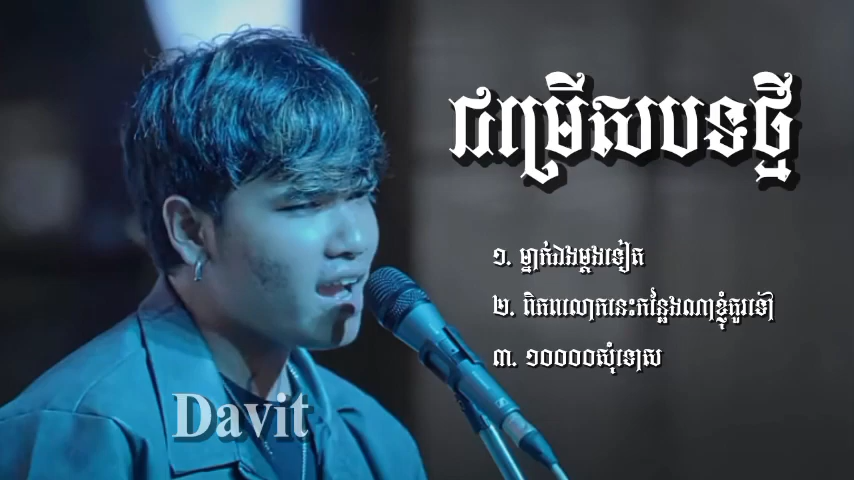 ជម្រើសបទថ្មី
១. ម្នាក់ឯងម្ដងទៀត
២. ពិភពលោកនេះកន្លែងណាខ្ញុំគួរទៅ
៣. ១០០០០សុំទោស
Davit